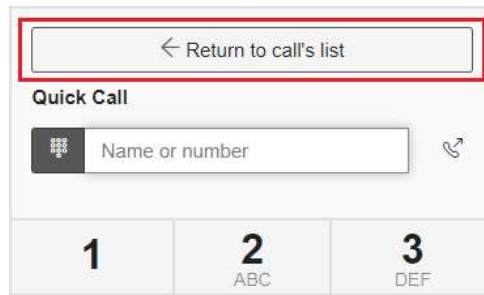 Return to call's list
Quick Call
Name or number
1 2 3
ABC DEF